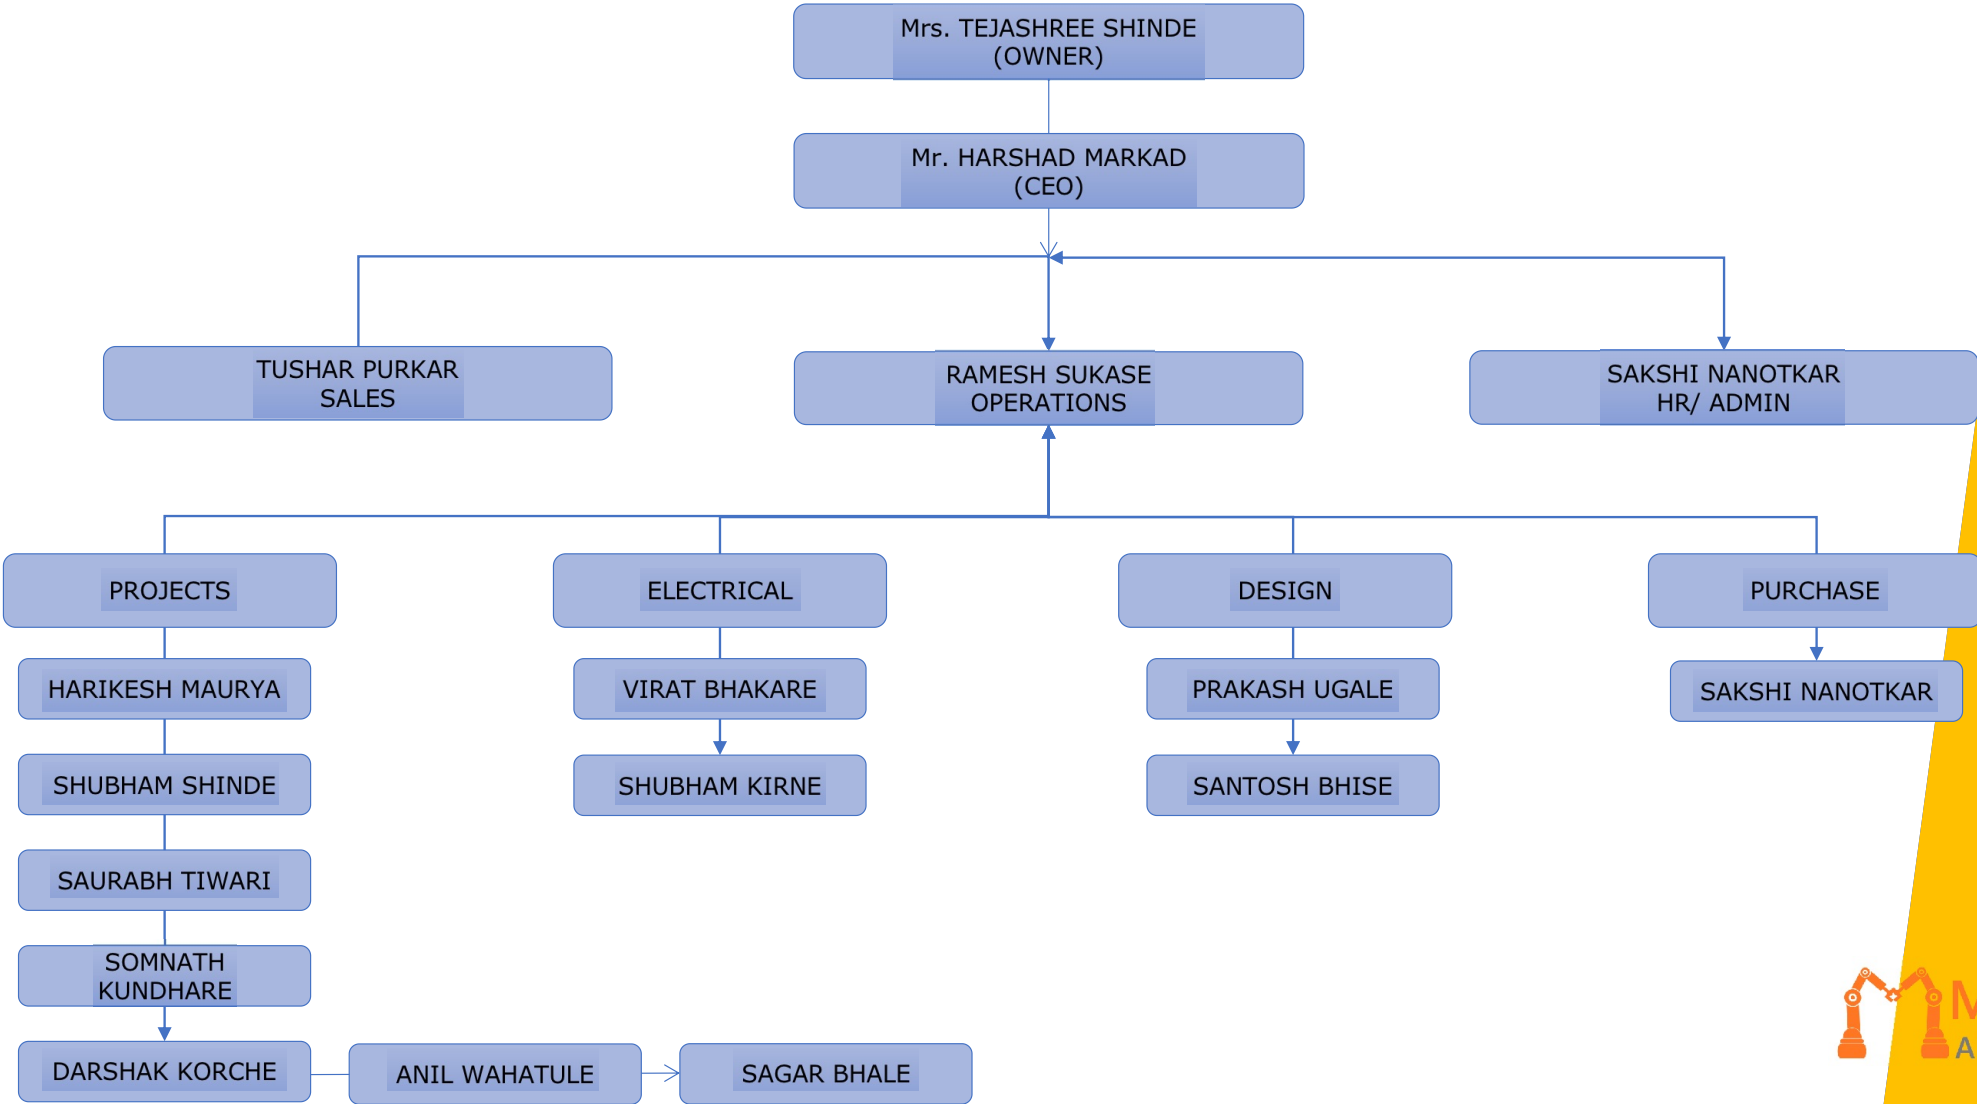 Mrs. TEJASHREE SHINDE
(OWNER)
Mr. HARSHAD MARKAD
(CEO)
TUSHAR PURKAR
SALES
RAMESH SUKASE
OPERATIONS
SAKSHI NANOTKAR
HR/ ADMIN
PROJECTS
ELECTRICAL
DESIGN
PURCHASE
HARIKESH MAURYA
VIRAT BHAKARE
PRAKASH UGALE
SAKSHI NANOTKAR
SHUBHAM SHINDE
SHUBHAM KIRNE
SANTOSH BHISE
SAURABH TIWARI
SOMNATH
KUNDHARE
DARSHAK KORCHE
ANIL WAHATULE
SAGAR BHALE